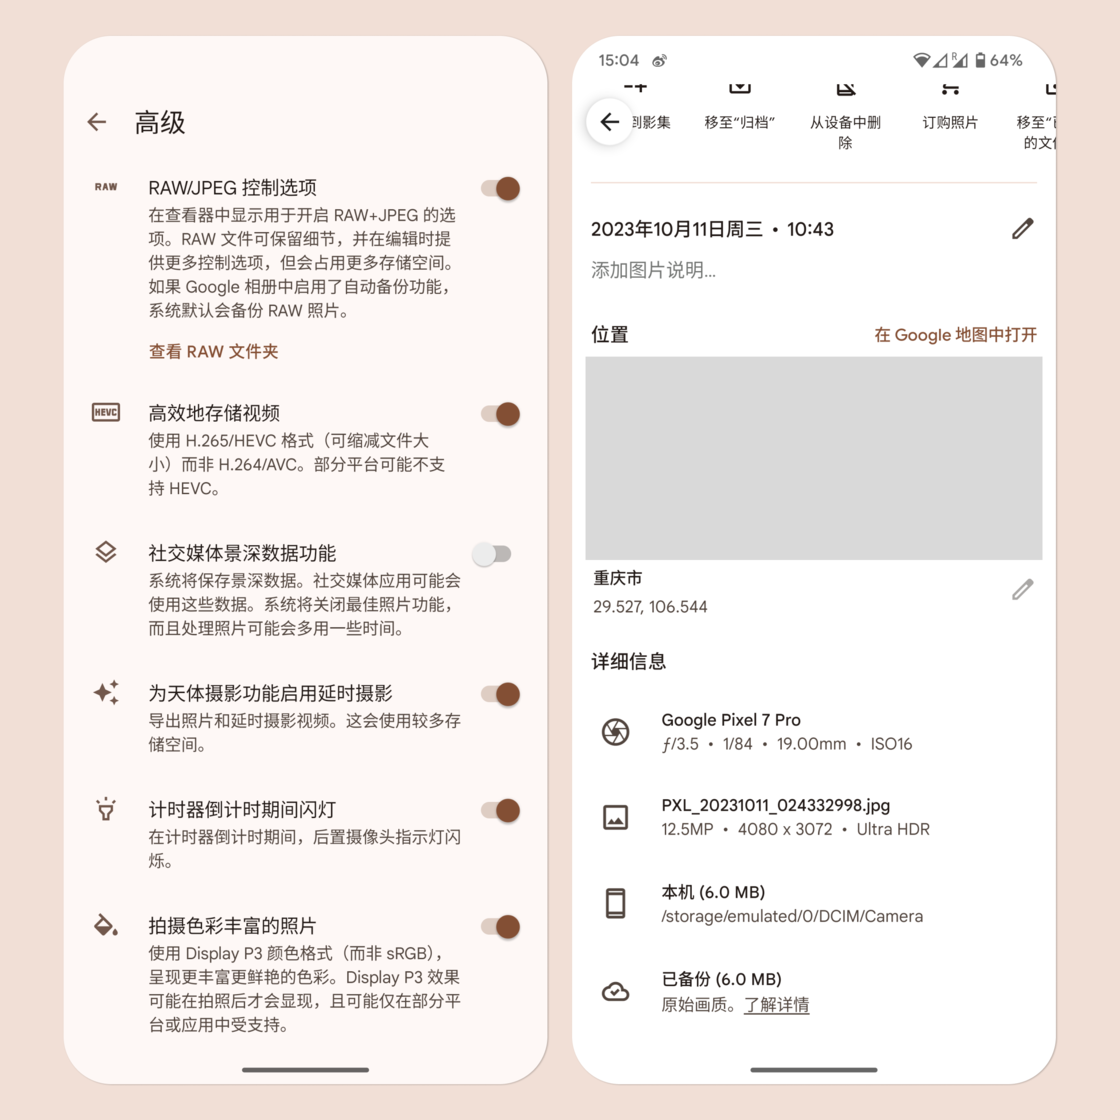 高级
RAW
RAW/JPEG 控制选项
在查看器中显示用于开启 RAW+JPEG 的选
项。RAW 文件可保留细节，并在编辑时提
供更多控制选项，但会占用更多存储空间。
如果 Google 相册中启用了自动备份功能，
系统默认会备份 RAW 照片。
查看 RAW 文件夹
HEVC
高效地存储视频
使用 H.265/HEVC 格式（可缩减文件大
小）而非 H.264/AVC。部分平台可能不支
持 HEVC。
社交媒体景深数据功能
系统将保存景深数据。社交媒体应用可能会
使用这些数据。系统将关闭最佳照片功能，
而且处理照片可能会多用一些时间。
为天体摄影功能启用延时摄影
导出照片和延时摄影视频。这会使用较多存
储空间。
计时器倒计时期间闪灯
在计时器倒计时期间，后置摄像头指示灯闪
烁。
拍摄色彩丰富的照片
使用 Display P3 颜色格式（而非 sRGB），
呈现更丰富更鲜艳的色彩。Display P3 效果
可能在拍照后才会显现，且可能仅在部分平
台或应用中受支持。
15:04 R 64%
到影集 移至“归档” 从设备中删 订购照片 移至“
除 的文
2023年10月11日周三 • 10:43
添加图片说明...
位置 在 Google 地图中打开
重庆市
29.527, 106.544
详细信息
Google Pixel 7 Pro
ƒ/3.5 • 1/84 • 19.00mm • ISO16
PXL_20231011_024332998.jpg
12.5MP • 4080 x 3072 • Ultra HDR
本机 (6.0 MB)
/storage/emulated/0/DCIM/Camera
已备份 (6.0 MB)
原始画质。了解详情